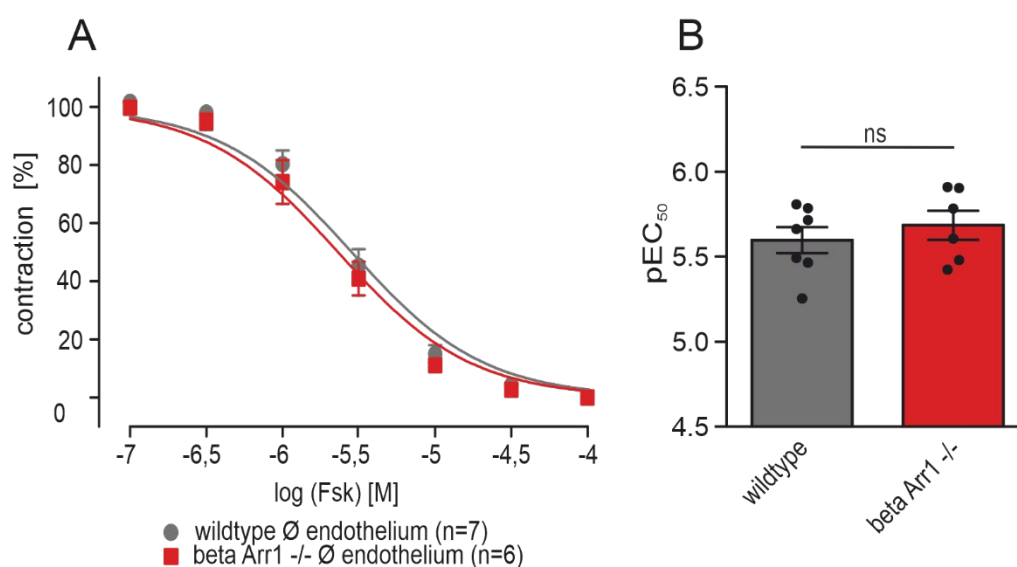 A
contraction [%]
100
80
60
40
20
0
-7
-6,5
-6
-5,5
-5
-4,5
-4
log (Fsk) [M]
wildtype Ø endothelium (n=7)
beta Arr1 -/- Ø endothelium (n=6)
B
pEC₅₀
6.5
6.0
5.5
5.0
4.5
ns
wildtype
beta Arr1 -/-